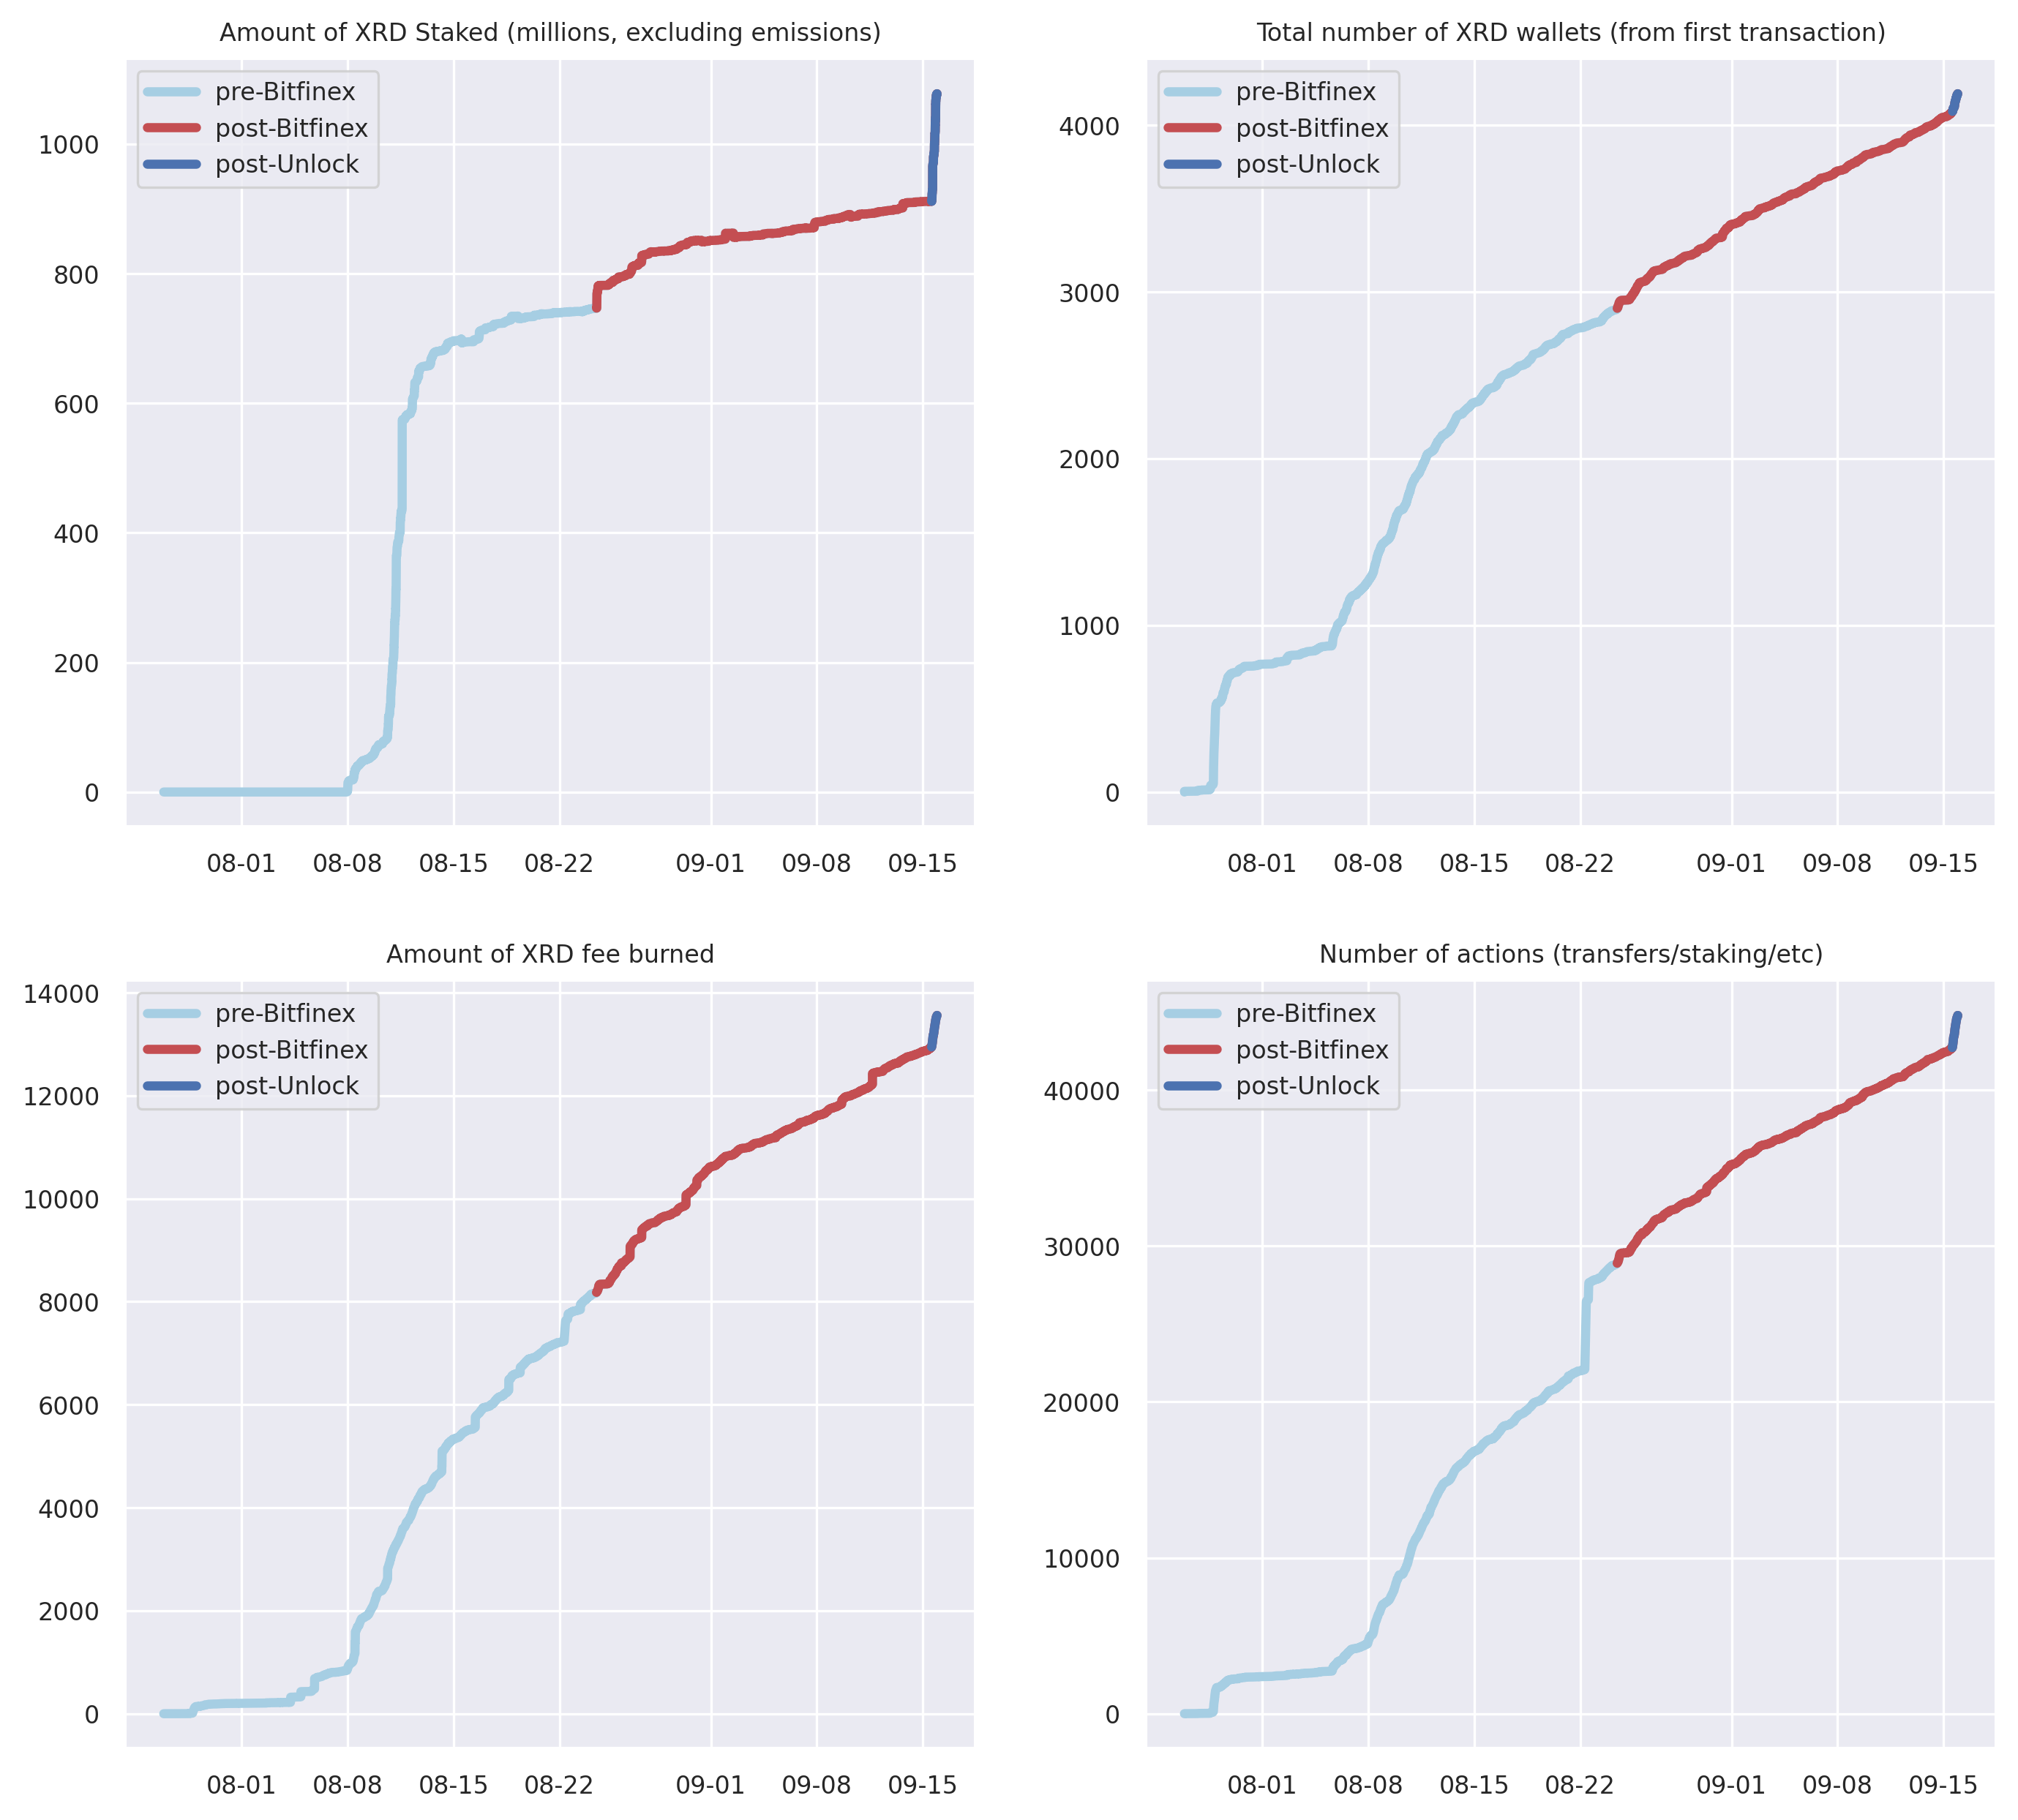 Amount of XRD Staked (millions, excluding emissions)
pre-Bitfinex
post-Bitfinex
post-Unlock
1000
800
600
400
200
0
08-01 08-08 08-15 08-22 09-01 09-08 09-15
Total number of XRD wallets (from first transaction)
pre-Bitfinex
post-Bitfinex
post-Unlock
4000
3000
2000
1000
0
08-01 08-08 08-15 08-22 09-01 09-08 09-15
Amount of XRD fee burned
pre-Bitfinex
post-Bitfinex
post-Unlock
14000
12000
10000
8000
6000
4000
2000
0
08-01 08-08 08-15 08-22 09-01 09-08 09-15
Number of actions (transfers/staking/etc)
pre-Bitfinex
post-Bitfinex
post-Unlock
40000
30000
20000
10000
0
08-01 08-08 08-15 08-22 09-01 09-08 09-15